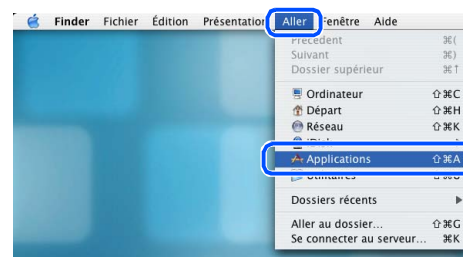 Finder Fichier Édition Présentation Aller Fenêtre Aide
Précédent ⌘(
Suivant ⌘)
Dossier supérieur ⌘↑
Ordinateur ⇧⌘C
Départ ⇧⌘H
Réseau ⇧⌘K
Applications ⇧⌘A
Utilitaires ⇧⌘U
Dossiers récents ▶
Aller au dossier... ⇧⌘G
Se connecter au serveur... ⌘K